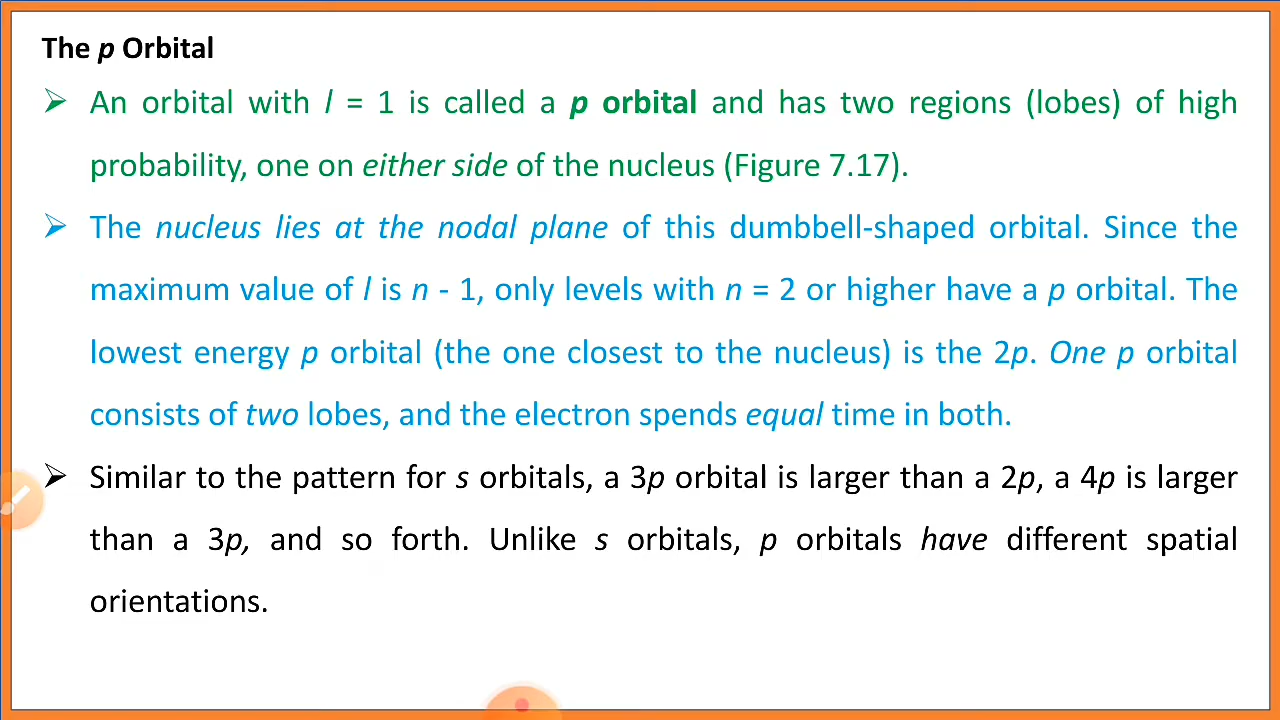 The p Orbital
➢ An orbital with l = 1 is called a p orbital and has two regions (lobes) of high
probability, one on either side of the nucleus (Figure 7.17).
➢ The nucleus lies at the nodal plane of this dumbbell-shaped orbital. Since the
maximum value of l is n - 1, only levels with n = 2 or higher have a p orbital. The
lowest energy p orbital (the one closest to the nucleus) is the 2p. One p orbital
consists of two lobes, and the electron spends equal time in both.
➢ Similar to the pattern for s orbitals, a 3p orbital is larger than a 2p, a 4p is larger
than a 3p, and so forth. Unlike s orbitals, p orbitals have different spatial
orientations.